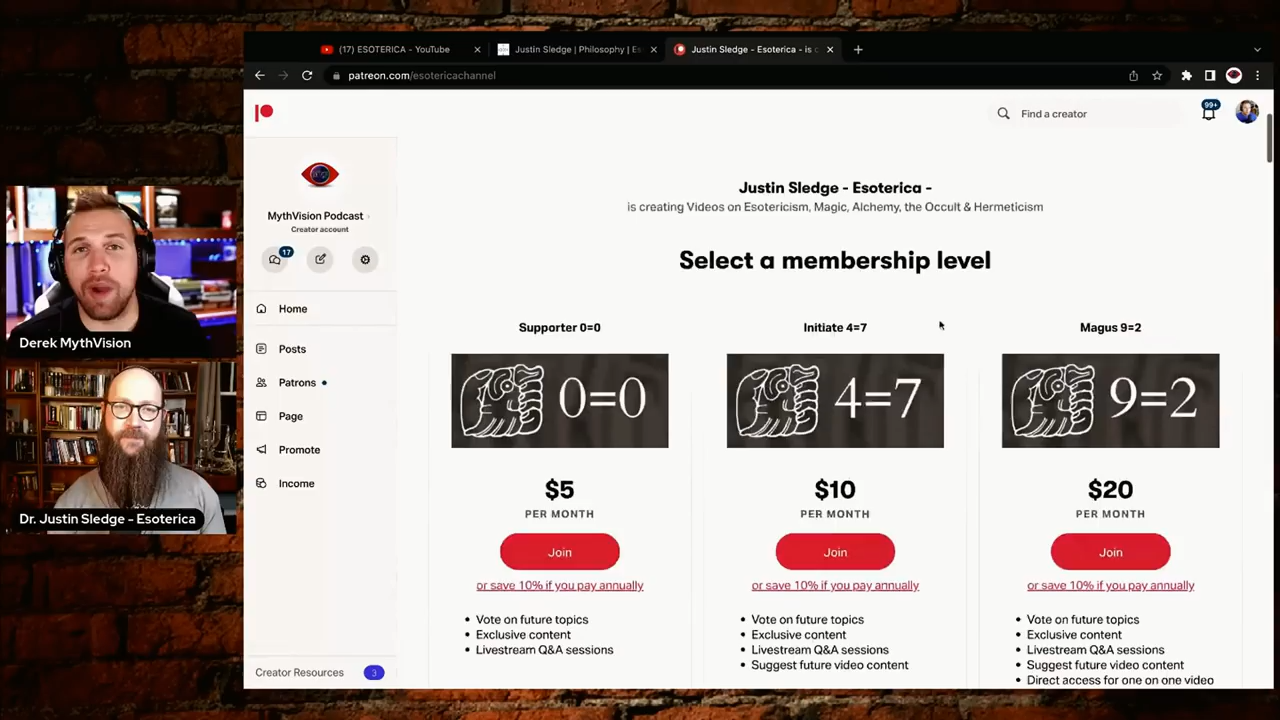 (17) ESOTERICA - YouTube
Justin Sledge | Philosophy | Es
Justin Sledge - Esoterica - is c
patreon.com/esotericachannel
Find a creator
99+
MythVision Podcast
Creator account
17
Home
Posts
Patrons
Page
Promote
Income
Creator Resources 3
Justin Sledge - Esoterica -
is creating Videos on Esotericism, Magic, Alchemy, the Occult & Hermeticism
Select a membership level
Supporter 0=0
0=0
$5
PER MONTH
Join
or save 10% if you pay annually
• Vote on future topics
• Exclusive content
• Livestream Q&A sessions
Initiate 4=7
4=7
$10
PER MONTH
Join
or save 10% if you pay annually
• Vote on future topics
• Exclusive content
• Livestream Q&A sessions
• Suggest future video content
Magus 9=2
9=2
$20
PER MONTH
Join
or save 10% if you pay annually
• Vote on future topics
• Exclusive content
• Livestream Q&A sessions
• Suggest future video content
• Direct access for one on one video
Derek MythVision
Dr. Justin Sledge - Esoterica